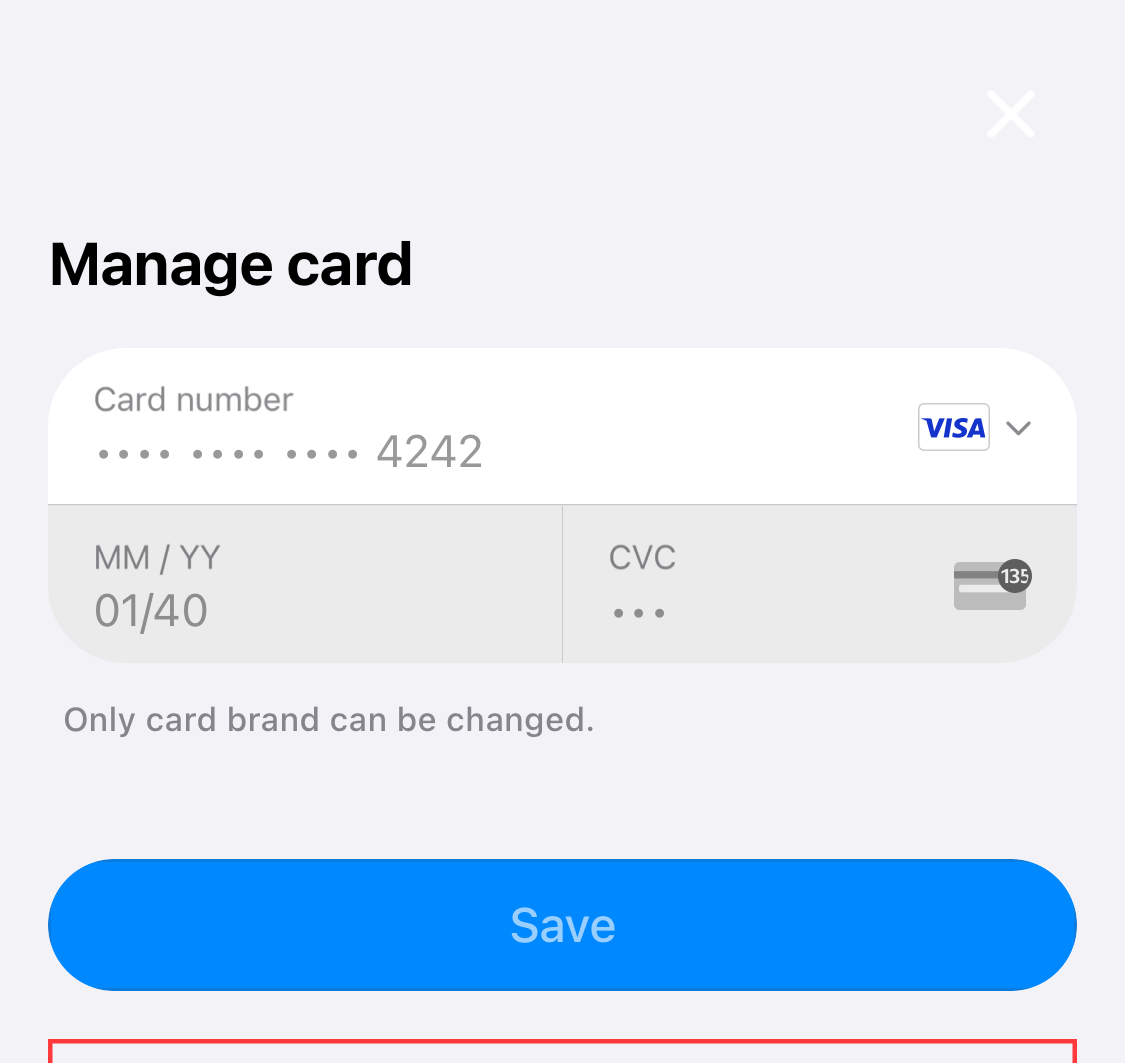 Manage card
Card number
•••• •••• •••• 4242
VISA
MM / YY
01/40
CVC
•••
135
Only card brand can be changed.
Save